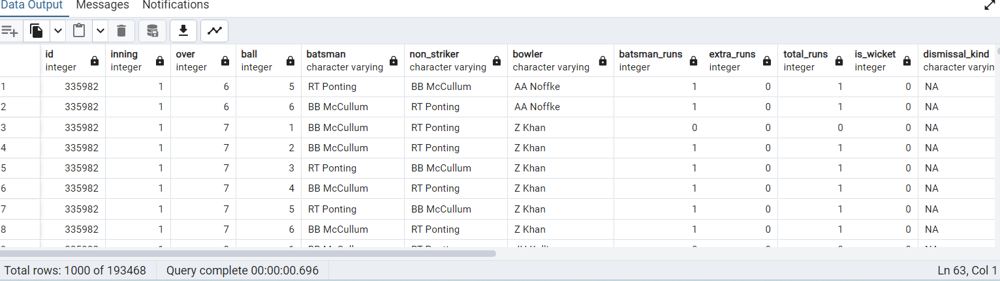 Data Output Messages Notifications
id inning over ball batsman non_striker bowler batsman_runs extra_runs total_runs is_wicket dismissal_kind
integer integer integer integer character varying character varying character varying integer integer integer integer character varyin
1 335982 1 6 5 RT Ponting BB McCullum AA Noffke 1 0 1 0 NA
2 335982 1 6 6 BB McCullum RT Ponting AA Noffke 1 0 1 0 NA
3 335982 1 7 1 BB McCullum RT Ponting Z Khan 0 0 0 0 NA
4 335982 1 7 2 BB McCullum RT Ponting Z Khan 1 0 1 0 NA
5 335982 1 7 3 RT Ponting BB McCullum Z Khan 1 0 1 0 NA
6 335982 1 7 4 BB McCullum RT Ponting Z Khan 1 0 1 0 NA
7 335982 1 7 5 RT Ponting BB McCullum Z Khan 1 0 1 0 NA
8 335982 1 7 6 BB McCullum RT Ponting Z Khan 1 0 1 0 NA
Total rows: 1000 of 193468 Query complete 00:00:00.696 Ln 63, Col 1